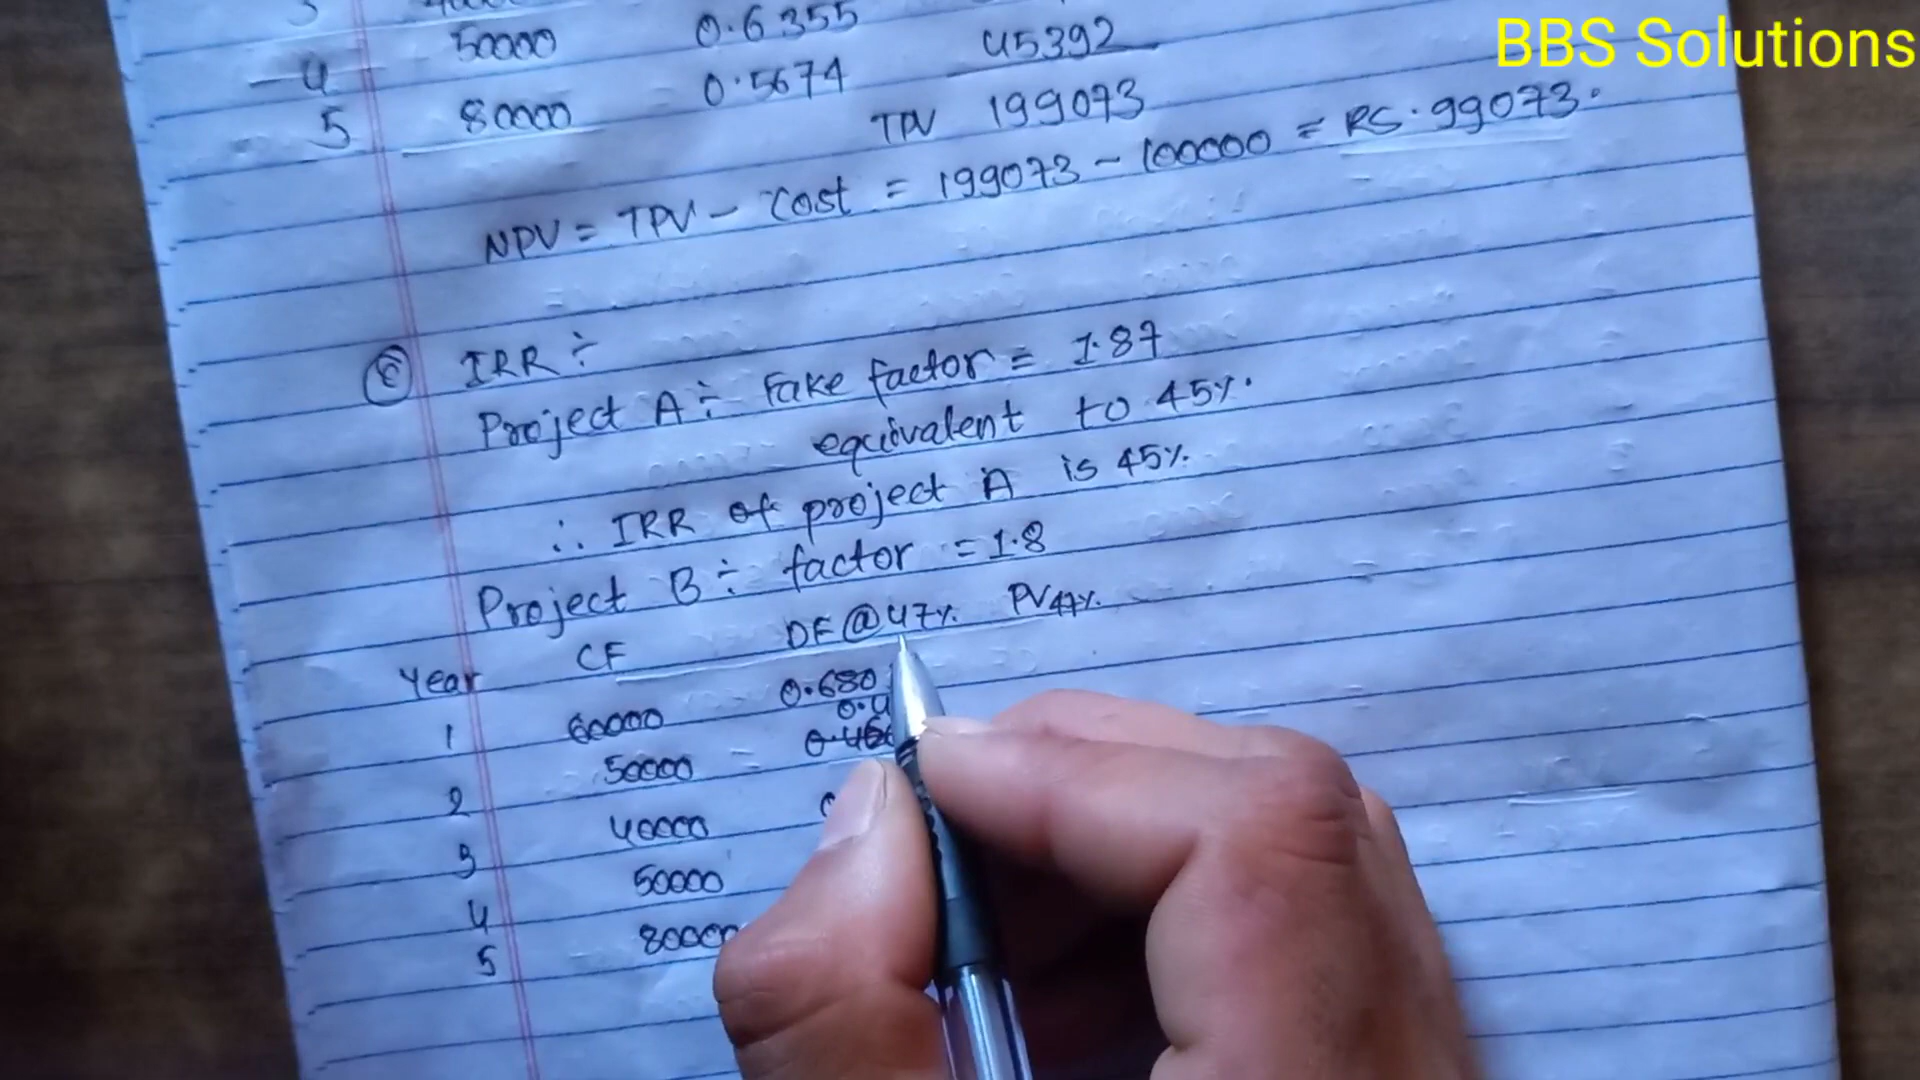 BBS Solutions
50000 0.6355
4 45392
5 80000 0.5674
TPV 199073
NPV = TPV - Cost = 199073 - 100000 = RS. 99073.
IRR ÷
Project A ÷ Fake factor = 1.87
equivalent to 45%.
∴ IRR of project A is 45%.
Project B ÷ factor = 1.8
Year CF DF@47% PV47%.
1 60000 0.680
2 50000
3 40000
4 50000
5 80000